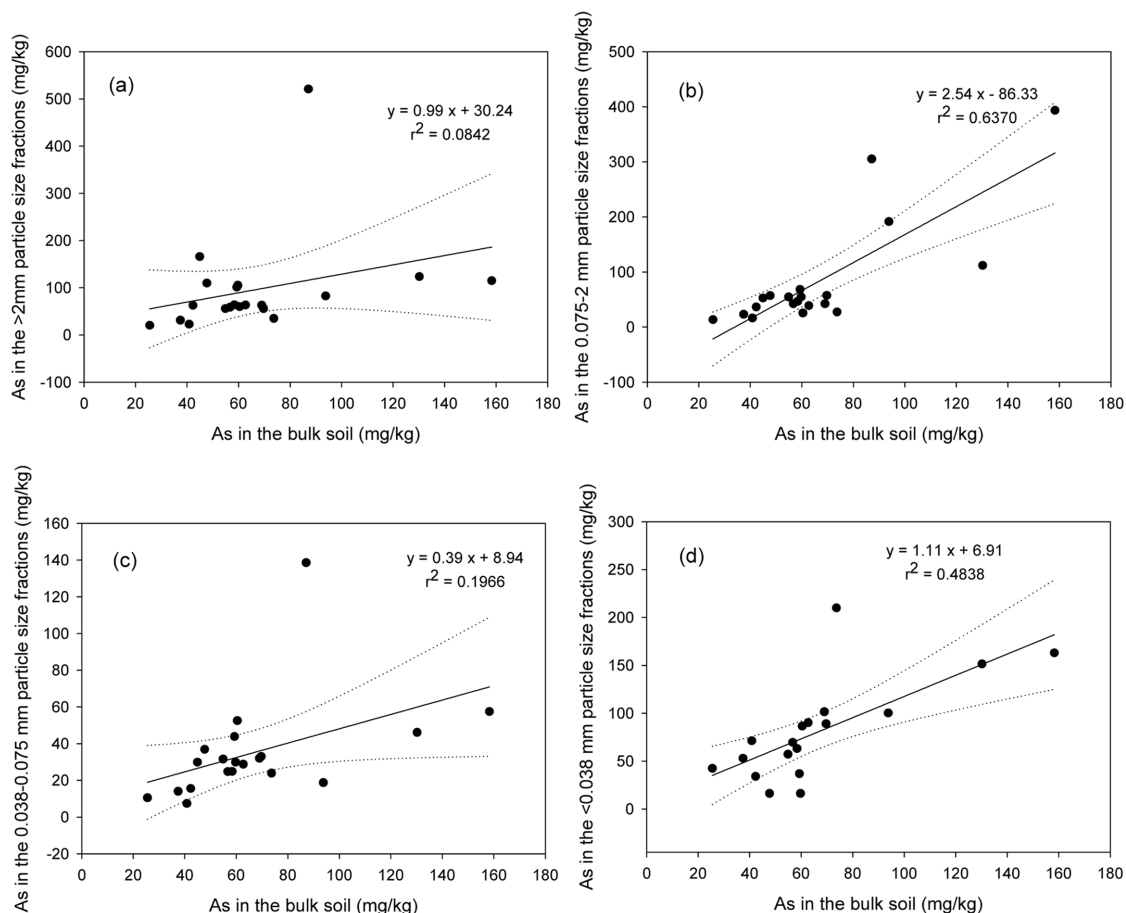 As in the >2mm particle size fractions (mg/kg)
600
500
400
300
200
100
0
-100
(a)
y = 0.99 x + 30.24
r2 = 0.0842
0 20 40 60 80 100 120 140 160 180
As in the bulk soil (mg/kg)
As in the 0.075-2 mm particle size fractions (mg/kg)
500
400
300
200
100
0
-100
(b)
y = 2.54 x - 86.33
r2 = 0.6370
0 20 40 60 80 100 120 140 160 180
As in the bulk soil (mg/kg)
As in the 0.038-0.075 mm particle size fractions (mg/kg)
160
140
120
100
80
60
40
20
0
-20
(c)
y = 0.39 x + 8.94
r2 = 0.1966
0 20 40 60 80 100 120 140 160 180
As in the bulk soil (mg/kg)
As in the <0.038 mm particle size fractions (mg/kg)
300
250
200
150
100
50
0
(d)
y = 1.11 x + 6.91
r2 = 0.4838
0 20 40 60 80 100 120 140 160 180
As in the bulk soil (mg/kg)